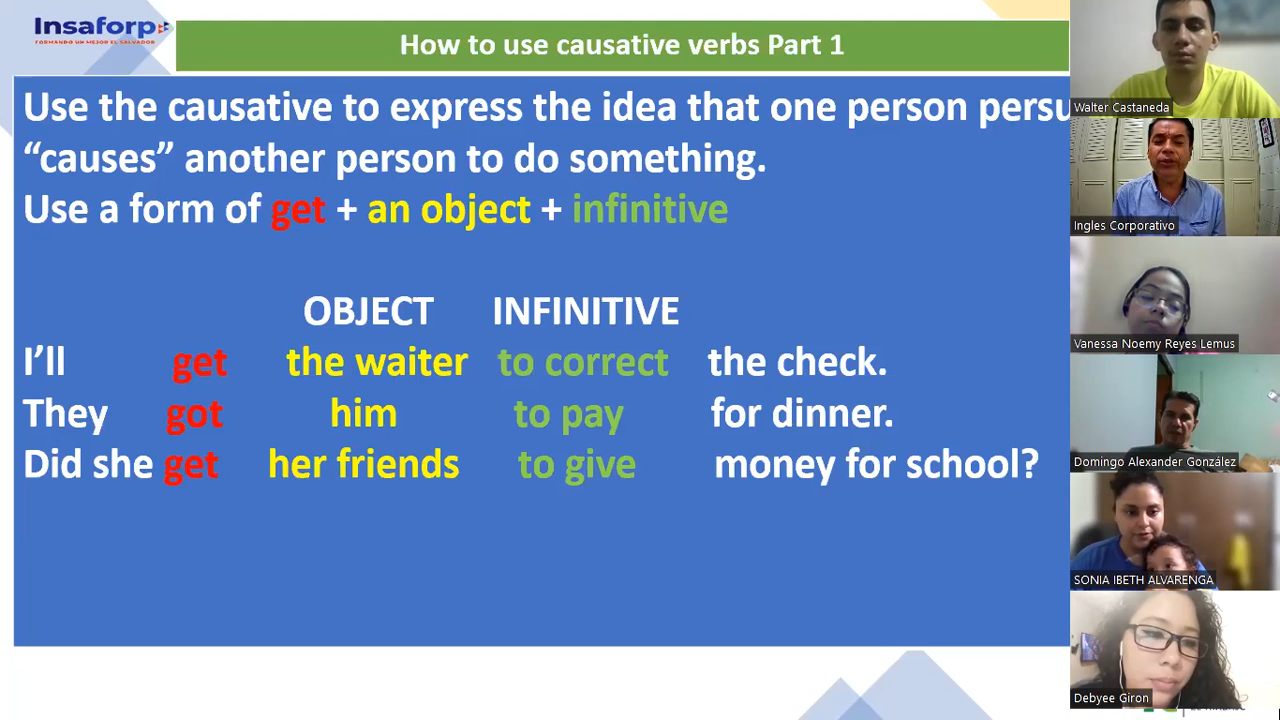 Insaforp
FORMANDO UN MEJOR EL SALVADOR
How to use causative verbs Part 1
Use the causative to express the idea that one person persu
“causes” another person to do something.
Use a form of get + an object + infinitive
OBJECT INFINITIVE
I’ll get the waiter to correct the check.
They got him to pay for dinner.
Did she get her friends to give money for school?
Walter Castaneda
Ingles Corporativo
Vanessa Noemy Reyes Lemus
Domingo Alexander González
SONIA IBETH ALVARENGA
Debyee Giron